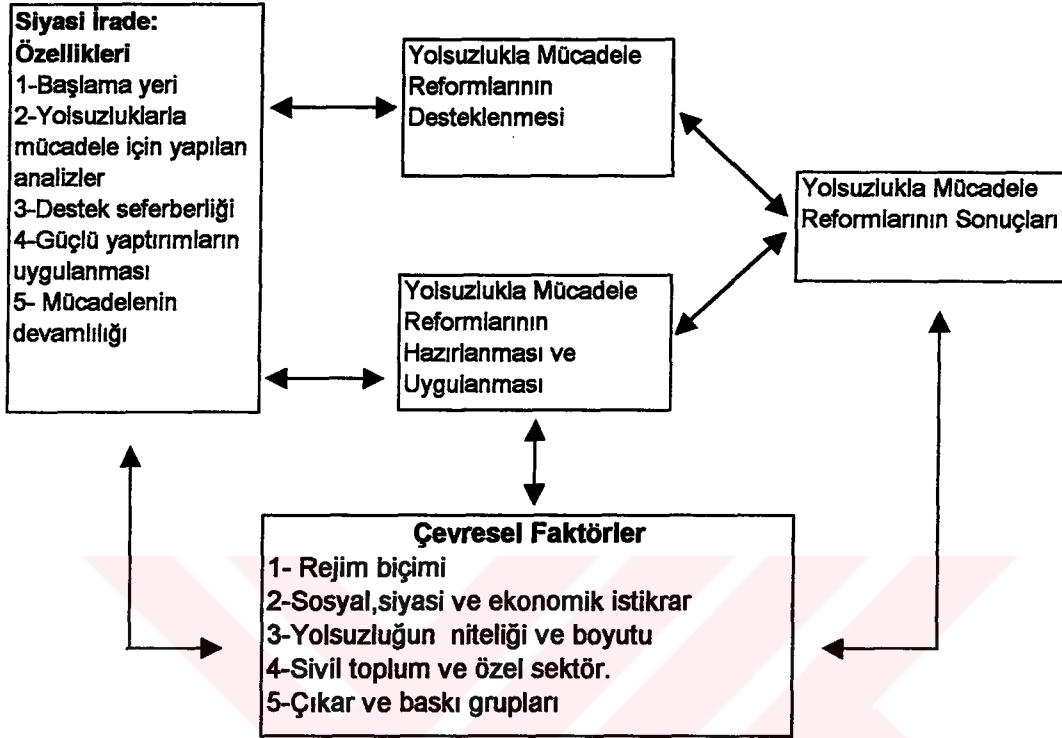 Siyasi İrade:
Özellikleri
1-Başlama yeri
2-Yolsuzluklarla
mücadele için yapılan
analizler
3-Destek seferberliği
4-Güçlü yaptırımların
uygulanması
5- Mücadelenin
devamlılığı
Yolsuzlukla Mücadele
Reformlarının
Desteklenmesi
Yolsuzlukla Mücadele
Reformlarının
Hazırlanması ve
Uygulanması
Yolsuzlukla Mücadele
Reformlarının Sonuçları
Çevresel Faktörler
1- Rejim biçimi
2-Sosyal,siyasi ve ekonomik istikrar
3-Yolsuzluğun niteliği ve boyutu
4-Sivil toplum ve özel sektör.
5-Çıkar ve baskı grupları